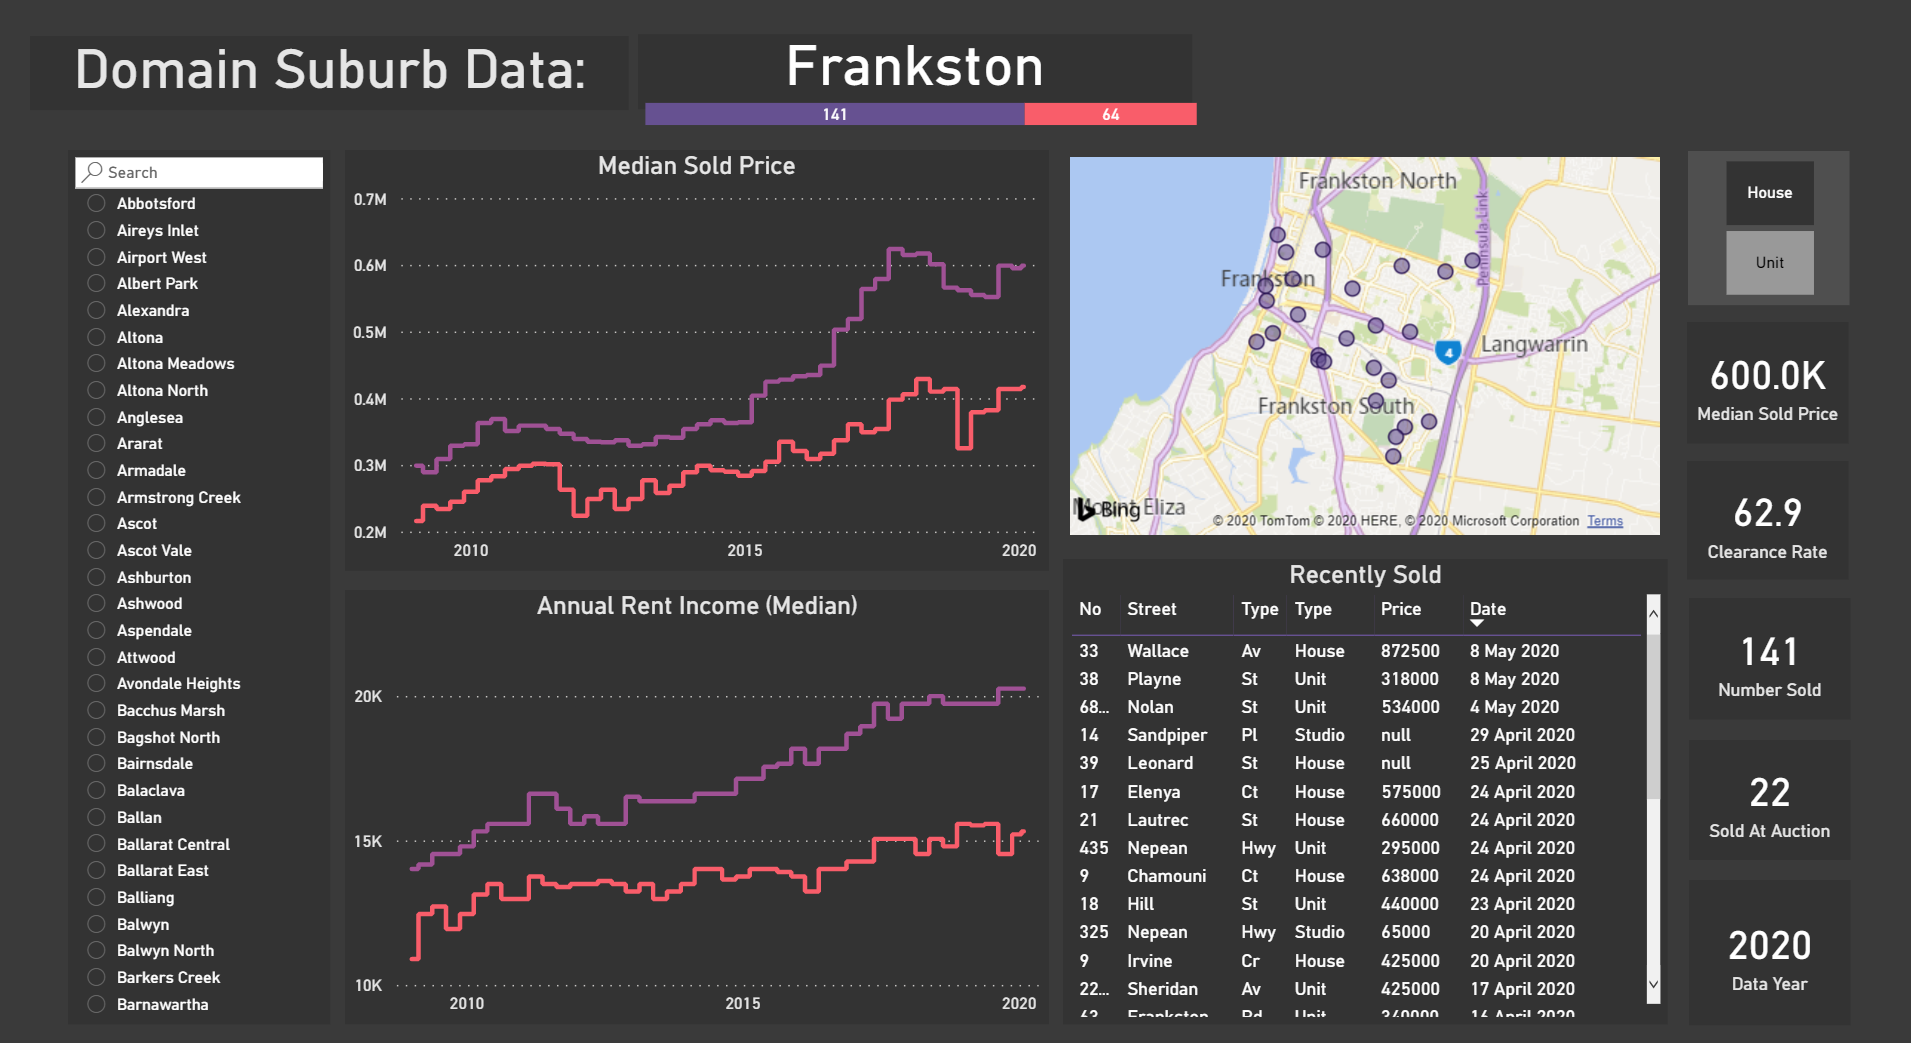 Domain Suburb Data:
Frankston
141 64
Search
Abbotsford
Aireys Inlet
Airport West
Albert Park
Alexandra
Altona
Altona Meadows
Altona North
Anglesea
Ararat
Armadale
Armstrong Creek
Ascot
Ascot Vale
Ashburton
Ashwood
Aspendale
Attwood
Avondale Heights
Bacchus Marsh
Bagshot North
Bairnsdale
Balaclava
Ballan
Ballarat Central
Ballarat East
Balliang
Balwyn
Balwyn North
Barkers Creek
Barnawartha
Median Sold Price
0.7M
0.6M
0.5M
0.4M
0.3M
0.2M
2010 2015 2020
Annual Rent Income (Median)
20K
15K
10K
2010 2015 2020
Frankston North
Peninsula Link
Frankston
4
Langwarrin
Frankston South
Mount Eliza
Bing
© 2020 TomTom © 2020 HERE, © 2020 Microsoft Corporation Terms
Recently Sold
No Street Type Type Price Date
33 Wallace Av House 872500 8 May 2020
38 Playne St Unit 318000 8 May 2020
68... Nolan St Unit 534000 4 May 2020
14 Sandpiper Pl Studio null 29 April 2020
39 Leonard St House null 25 April 2020
17 Elenya Ct House 575000 24 April 2020
21 Lautrec St House 660000 24 April 2020
435 Nepean Hwy Unit 295000 24 April 2020
9 Chamouni Ct House 638000 24 April 2020
18 Hill St Unit 440000 23 April 2020
325 Nepean Hwy Studio 65000 20 April 2020
9 Irvine Cr House 425000 20 April 2020
22... Sheridan Av Unit 425000 17 April 2020
Frankston Rd Unit 16 April 2020
House
Unit
600.0K
Median Sold Price
62.9
Clearance Rate
141
Number Sold
22
Sold At Auction
2020
Data Year